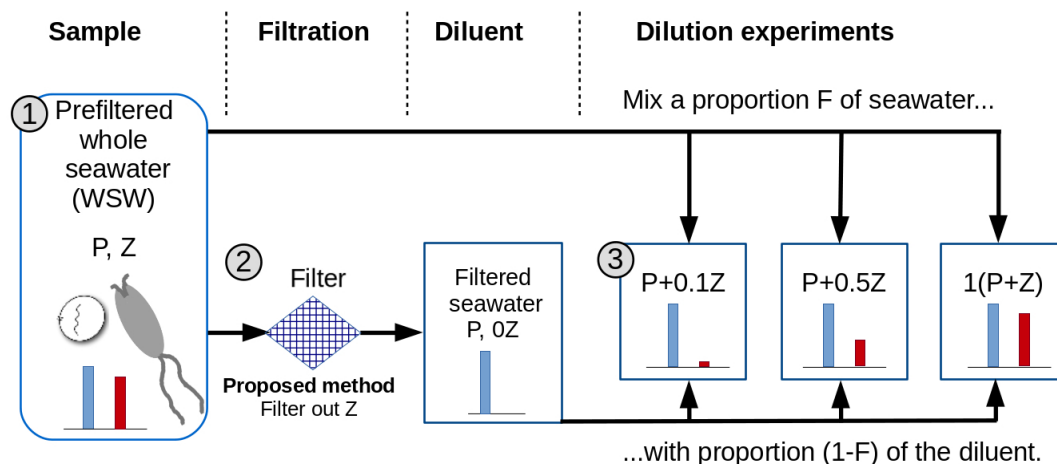 Sample
Filtration
Diluent
Dilution experiments
1
Prefiltered
whole
seawater
(WSW)
P, Z
Mix a proportion F of seawater...
2
Filter
Proposed method
Filter out Z
Filtered
seawater
P, 0Z
3
P+0.1Z
P+0.5Z
1(P+Z)
...with proportion (1-F) of the diluent.